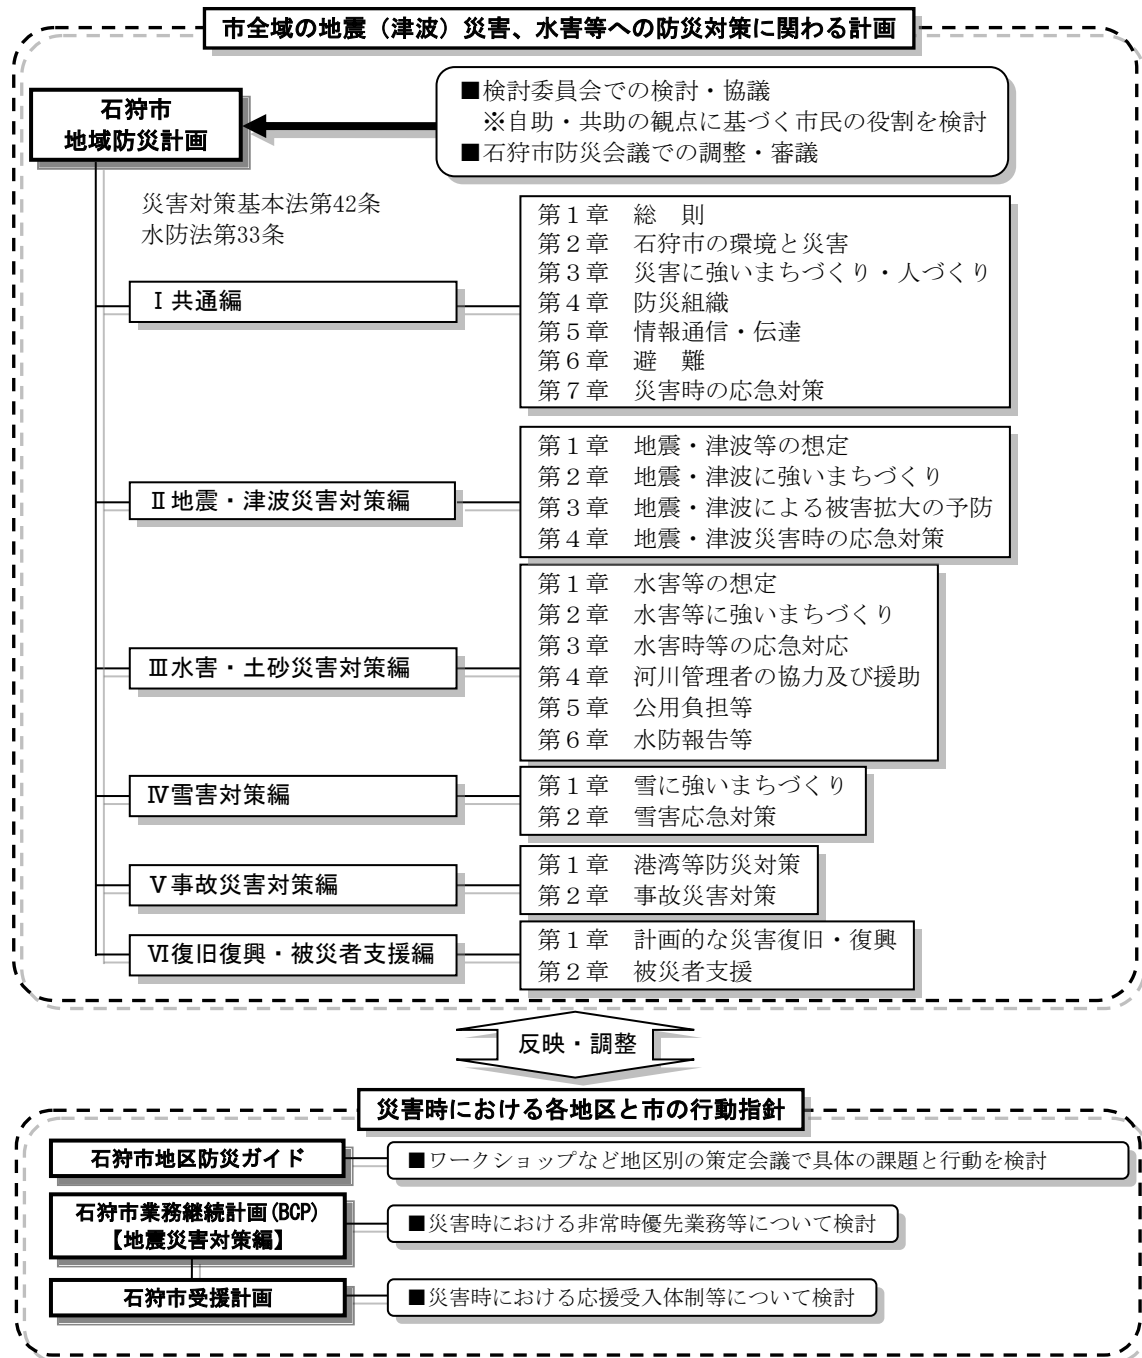 市全域の地震（津波）災害、水害等への防災対策に関わる計画
石狩市
地域防災計画
■検討委員会での検討・協議
※自助・共助の観点に基づく市民の役割を検討
■石狩市防災会議での調整・審議
災害対策基本法第42条
水防法第33条
Ⅰ共通編
第１章　総　則
第２章　石狩市の環境と災害
第３章　災害に強いまちづくり・人づくり
第４章　防災組織
第５章　情報通信・伝達
第６章　避　難
第７章　災害時の応急対策
Ⅱ地震・津波災害対策編
第１章　地震・津波等の想定
第２章　地震・津波に強いまちづくり
第３章　地震・津波による被害拡大の予防
第４章　地震・津波災害時の応急対策
Ⅲ水害・土砂災害対策編
第１章　水害等の想定
第２章　水害等に強いまちづくり
第３章　水害時等の応急対応
第４章　河川管理者の協力及び援助
第５章　公用負担等
第６章　水防報告等
Ⅳ雪害対策編
第１章　雪に強いまちづくり
第２章　雪害応急対策
Ⅴ事故災害対策編
第１章　港湾等防災対策
第２章　事故災害対策
Ⅵ復旧復興・被災者支援編
第１章　計画的な災害復旧・復興
第２章　被災者支援
反映・調整
災害時における各地区と市の行動指針
石狩市地区防災ガイド
■ワークショップなど地区別の策定会議で具体の課題と行動を検討
石狩市業務継続計画(BCP)
【地震災害対策編】
■災害時における非常時優先業務等について検討
石狩市受援計画
■災害時における応援受入体制等について検討